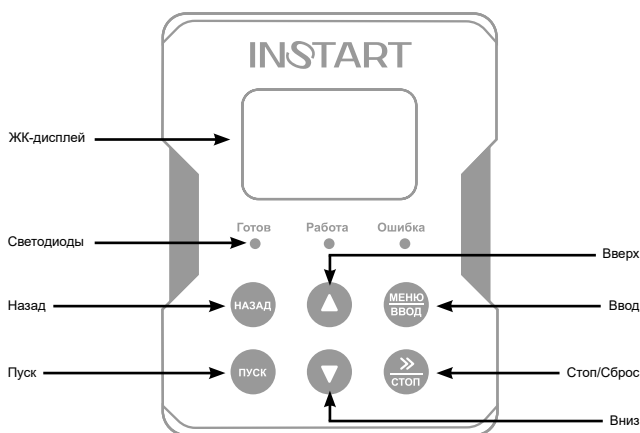 INSTART
ЖК-дисплей
Готов Работа Ошибка
Светодиоды
Вверх
Назад
НАЗАД
МЕНЮ
ВВОД
Ввод
Пуск
ПУСК
СТОП
Стоп/Сброс
Вниз